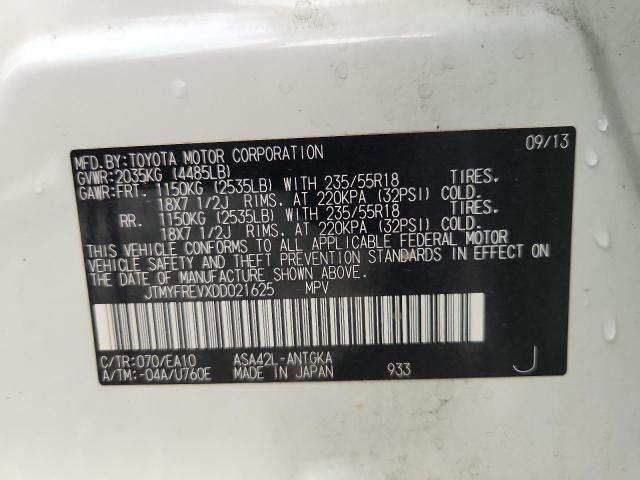 MFD.BY:TOYOTA MOTOR CORPORATION 09/13
GVWR:2035KG (4485LB)
GAWR:FRT. 1150KG (2535LB) WITH 235/55R18 TIRES.
18X7 1/2J RIMS. AT 220KPA (32PSI) COLD.
RR. 1150KG (2535LB) WITH 235/55R18 TIRES.
18X7 1/2J RIMS. AT 220KPA (32PSI) COLD.
THIS VEHICLE CONFORMS TO ALL APPLICABLE FEDERAL MOTOR
VEHICLE SAFETY AND THEFT PREVENTION STANDARDS IN EFFECT ON
THE DATE OF MANUFACTURE SHOWN ABOVE.
JTMYFREVXDD021625 MPV
C/TR:070/EA10 ASA42L-ANTGKA
A/TM:-04A/U760E MADE IN JAPAN 933 J